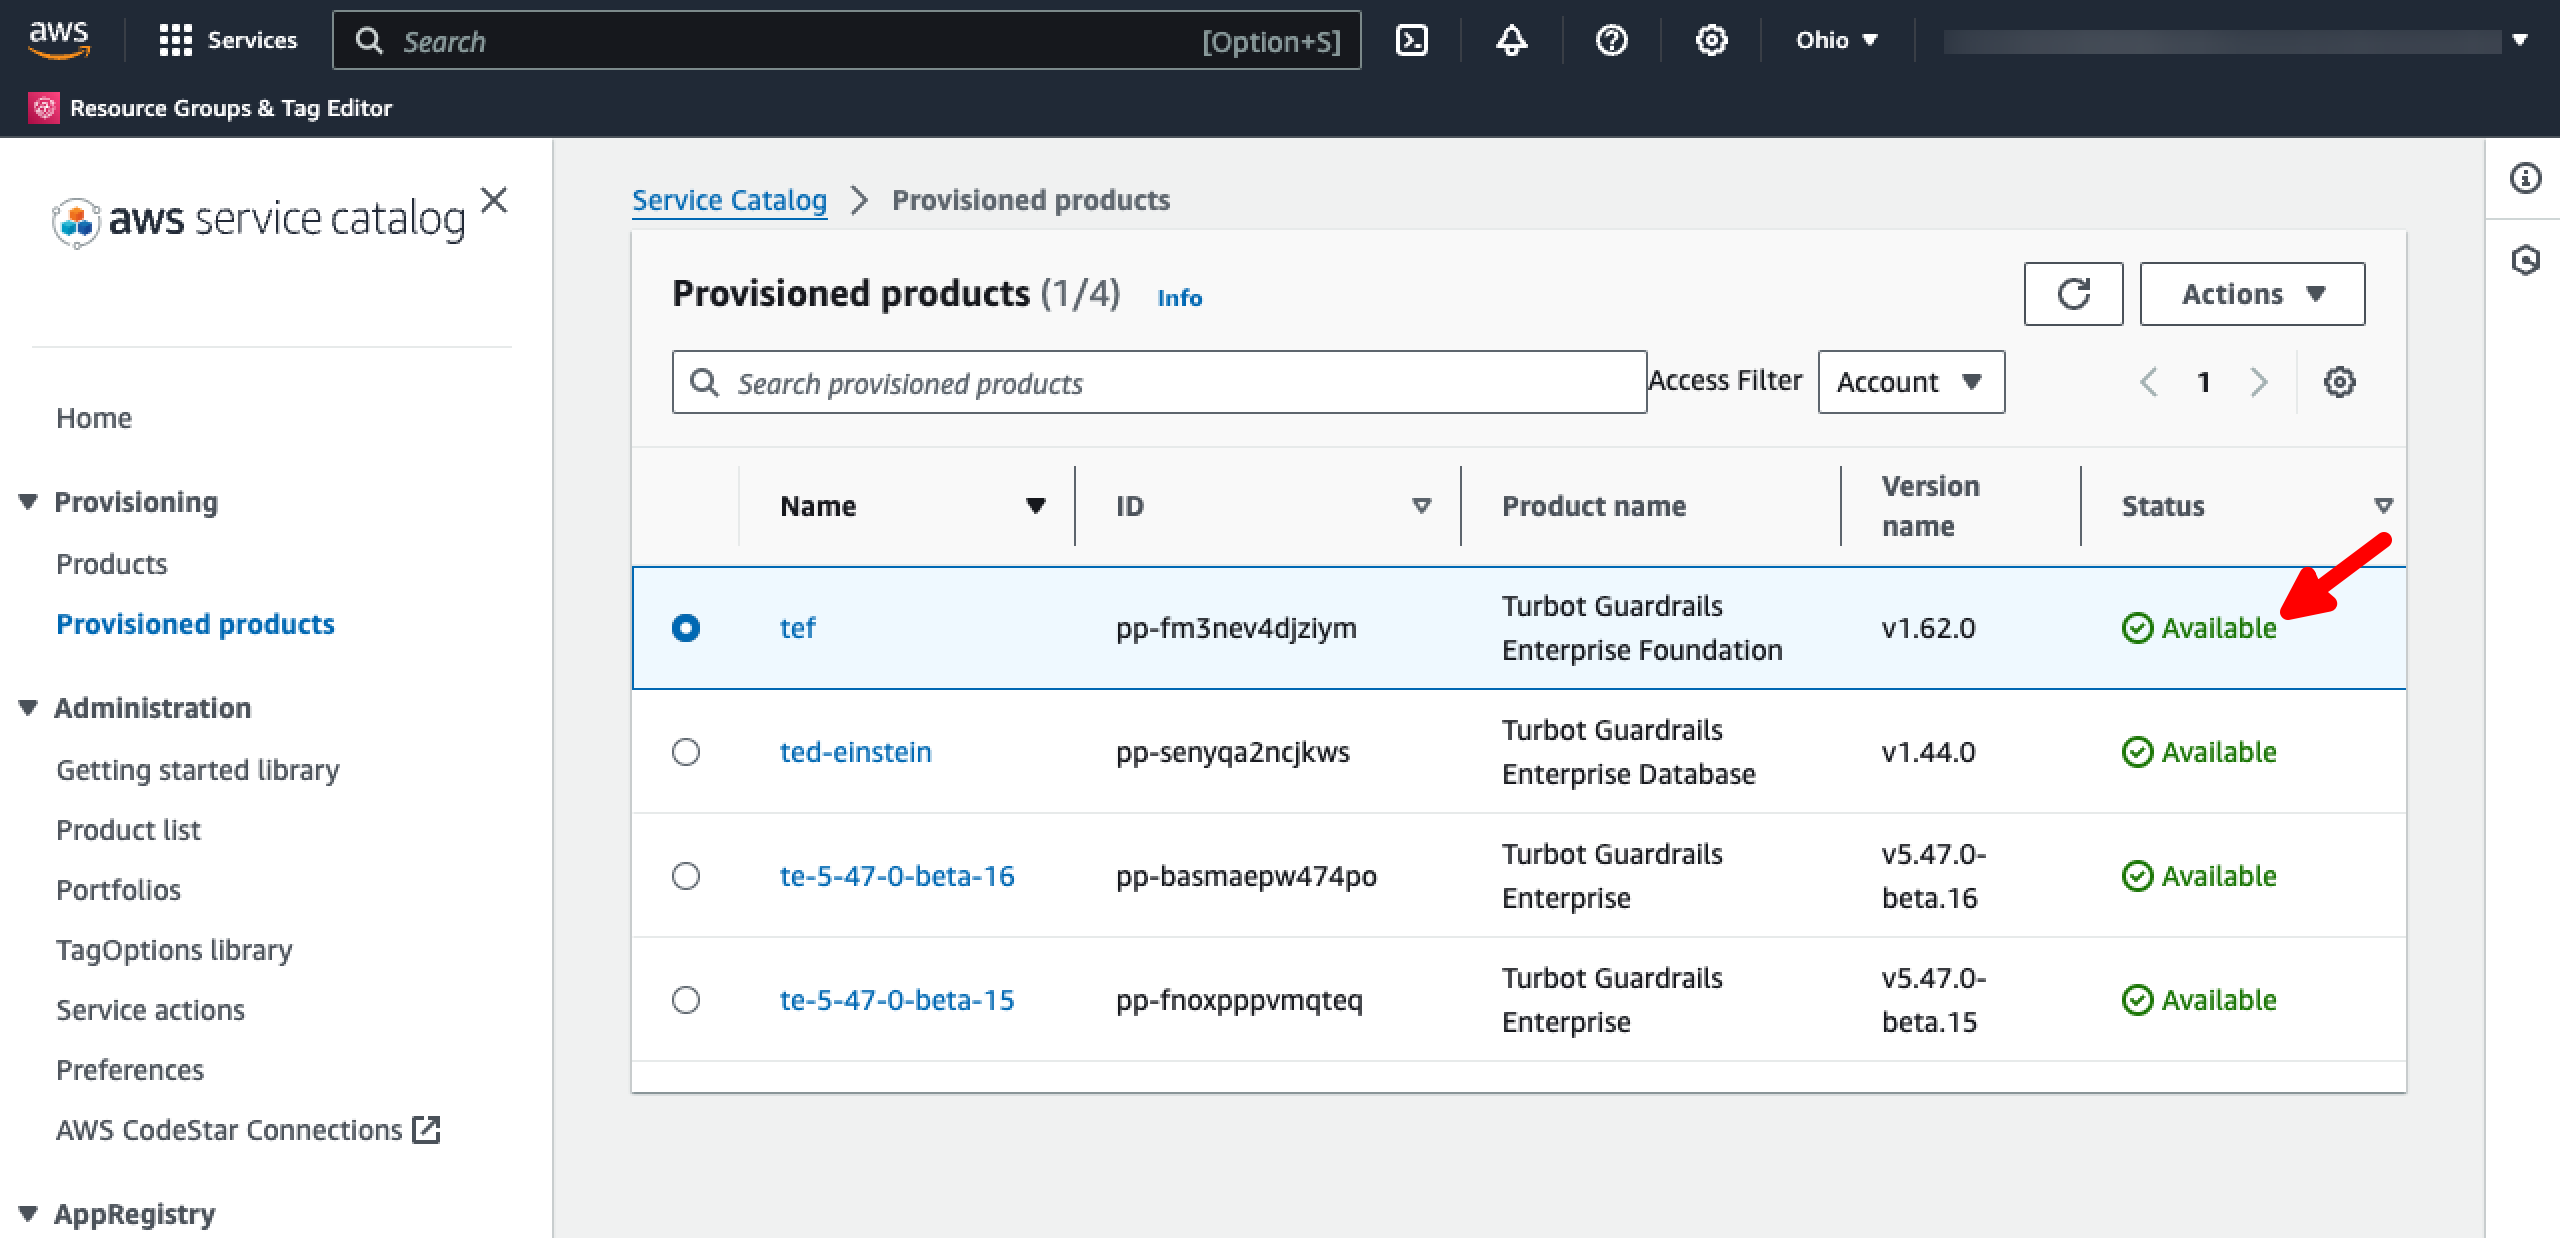 aws
Services
Search
[Option+S]
Ohio
Resource Groups & Tag Editor
aws service catalog
Home
Provisioning
Products
Provisioned products
Administration
Getting started library
Product list
Portfolios
TagOptions library
Service actions
Preferences
AWS CodeStar Connections
AppRegistry
Service Catalog
Provisioned products
Provisioned products (1/4)
Info
Actions
Search provisioned products
Access Filter
Account
1
Name
ID
Product name
Version
name
Status
tef
pp-fm3nev4djziym
Turbot Guardrails
Enterprise Foundation
v1.62.0
Available
ted-einstein
pp-senyqa2ncjkws
Turbot Guardrails
Enterprise Database
v1.44.0
Available
te-5-47-0-beta-16
pp-basmaepw474po
Turbot Guardrails
Enterprise
v5.47.0-
beta.16
Available
te-5-47-0-beta-15
pp-fnoxpppvmqteq
Turbot Guardrails
Enterprise
v5.47.0-
beta.15
Available